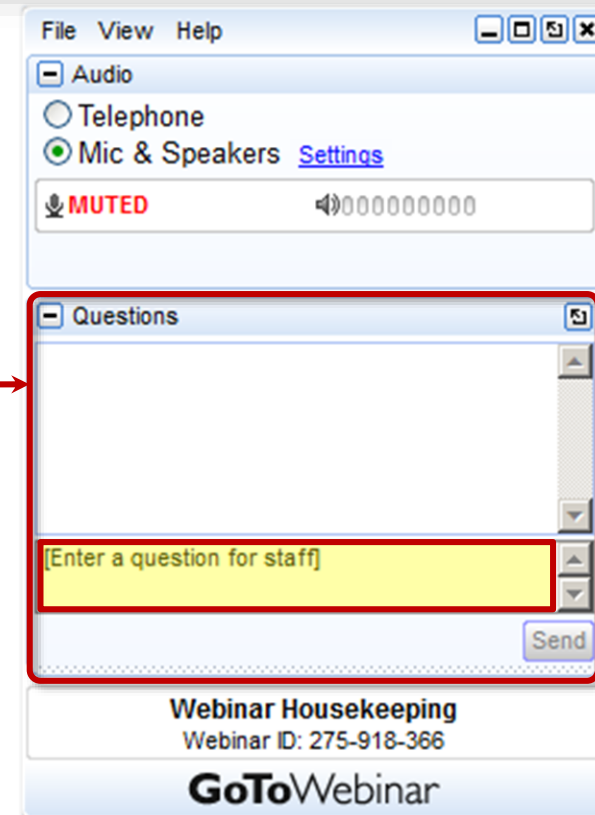 File View Help
Audio
Telephone
Mic & Speakers Settings
MUTED 000000000
Questions
[Enter a question for staff]
Send
Webinar Housekeeping
Webinar ID: 275-918-366
GoToWebinar